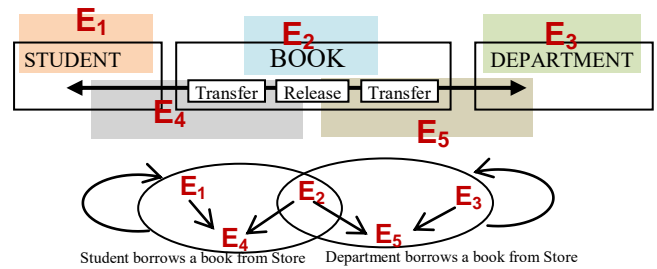 E1 E2 E3
STUDENT BOOK DEPARTMENT
Transfer Release Transfer
E4 E5
E1 E2 E3
E4 E5
Student borrows a book from Store Department borrows a book from Store